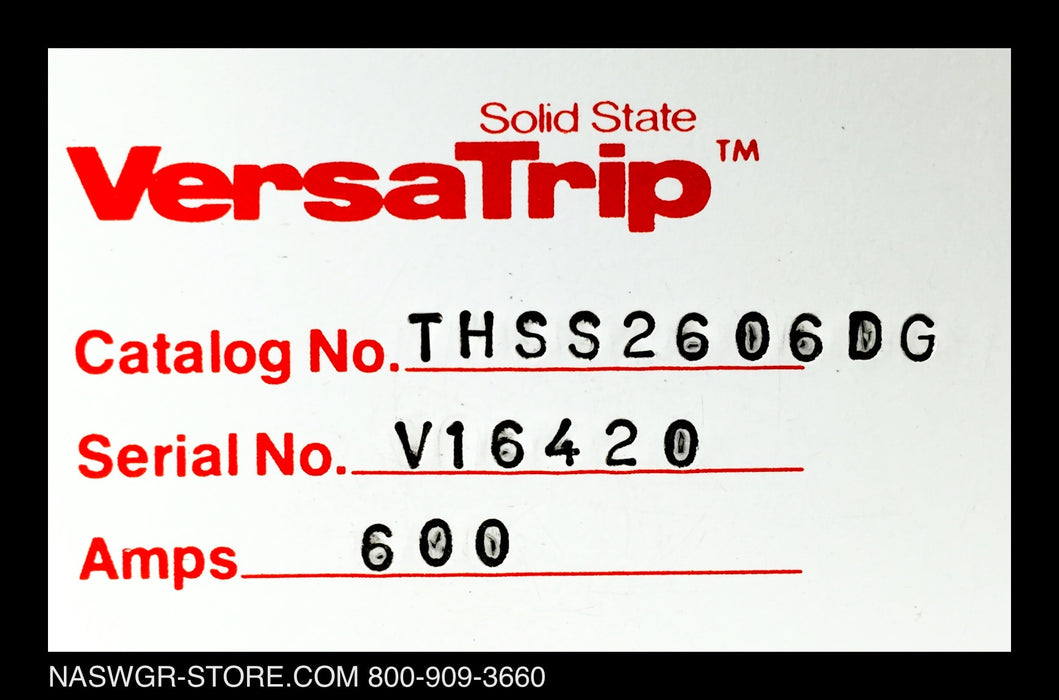 Solid State
VersaTrip™
Catalog No. THSS2606DG
Serial No. V16420
Amps 600
NASWGR-STORE.COM 800-909-3660